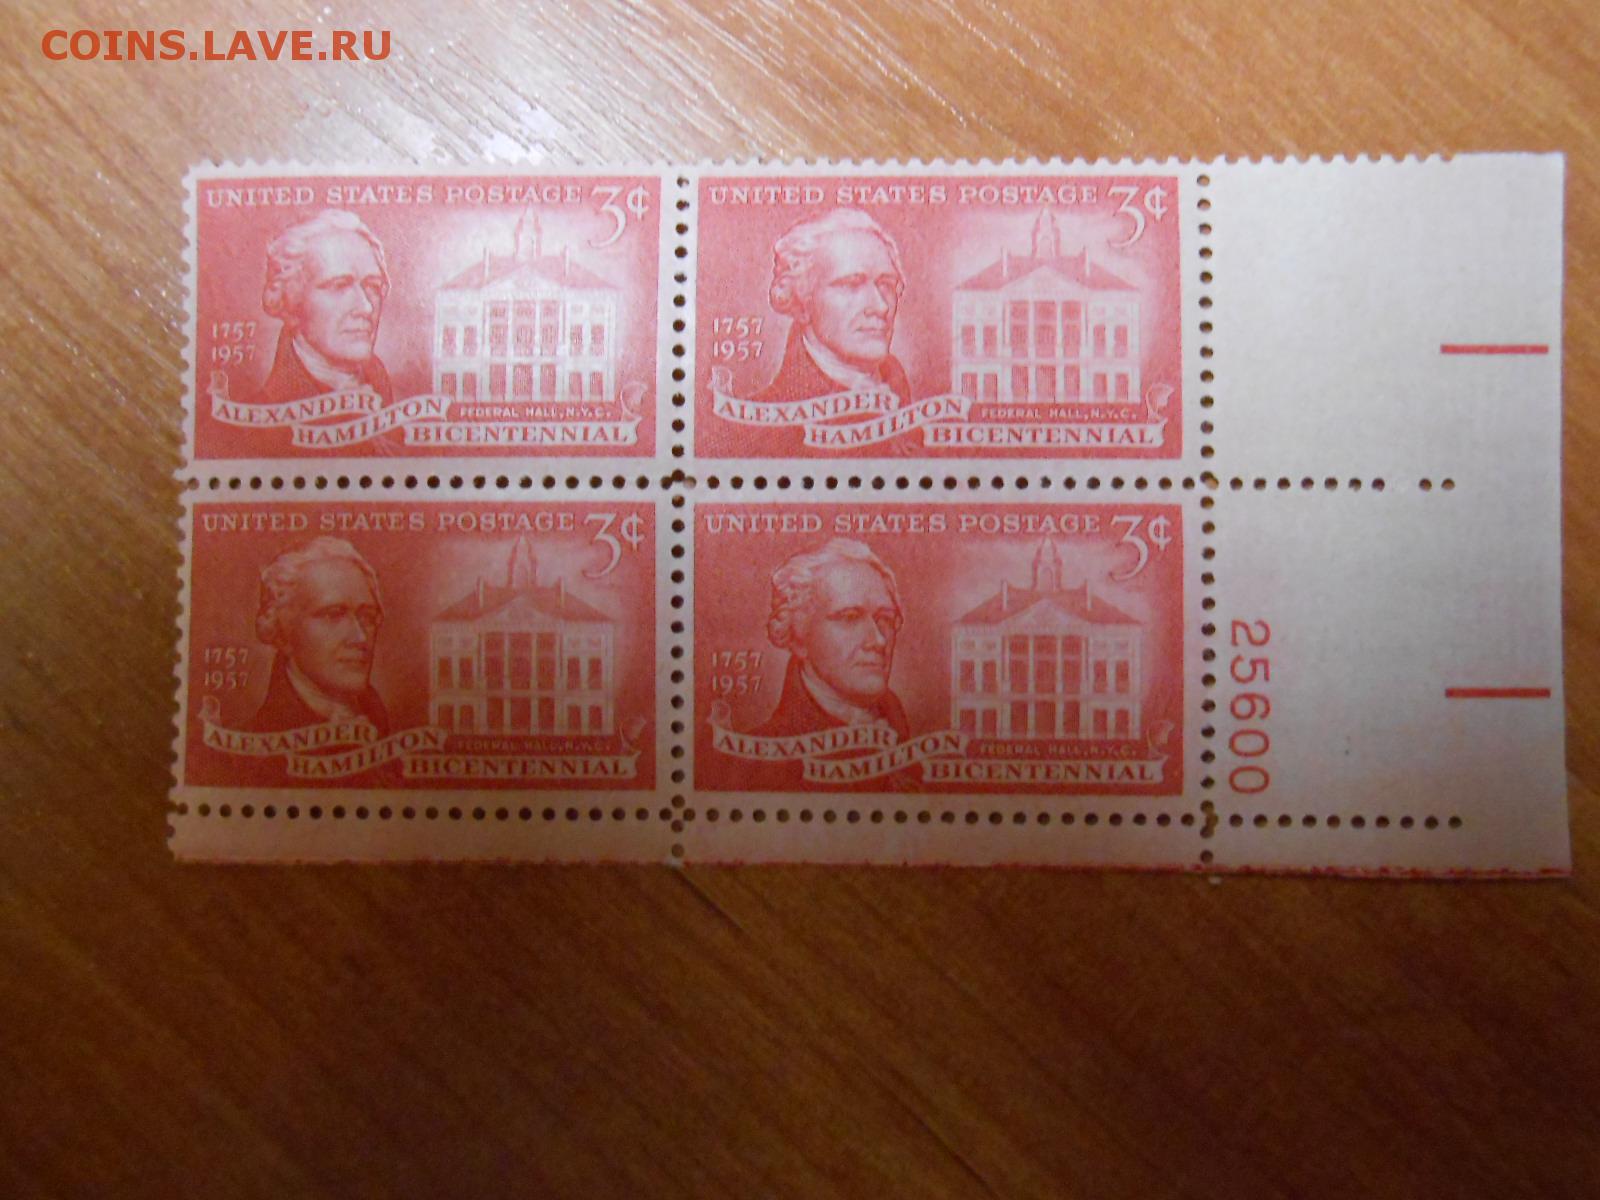 COINS.LAVE.RU
UNITED STATES POSTAGE 3¢
1757
1957
ALEXANDER
HAMILTON
FEDERAL HALL, N.Y.C.
BICENTENNIAL
UNITED STATES POSTAGE 3¢
1757
1957
ALEXANDER
HAMILTON
FEDERAL HALL, N.Y.C.
BICENTENNIAL
UNITED STATES POSTAGE 3¢
1757
1957
ALEXANDER
HAMILTON
FEDERAL HALL, N.Y.C.
BICENTENNIAL
UNITED STATES POSTAGE 3¢
1757
1957
ALEXANDER
HAMILTON
FEDERAL HALL, N.Y.C.
BICENTENNIAL
25600